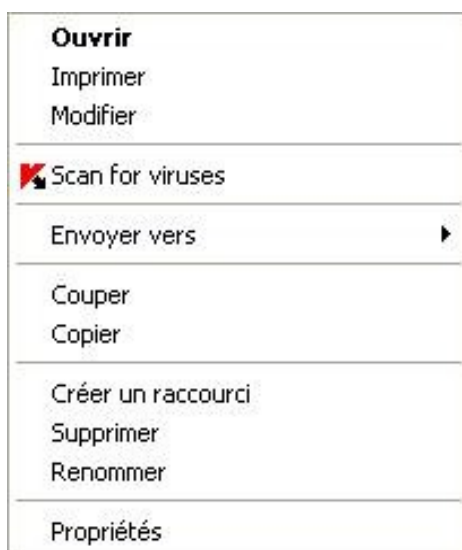 Ouvrir
Imprimer
Modifier
Scan for viruses
Envoyer vers
Couper
Copier
Créer un raccourci
Supprimer
Renommer
Propriétés